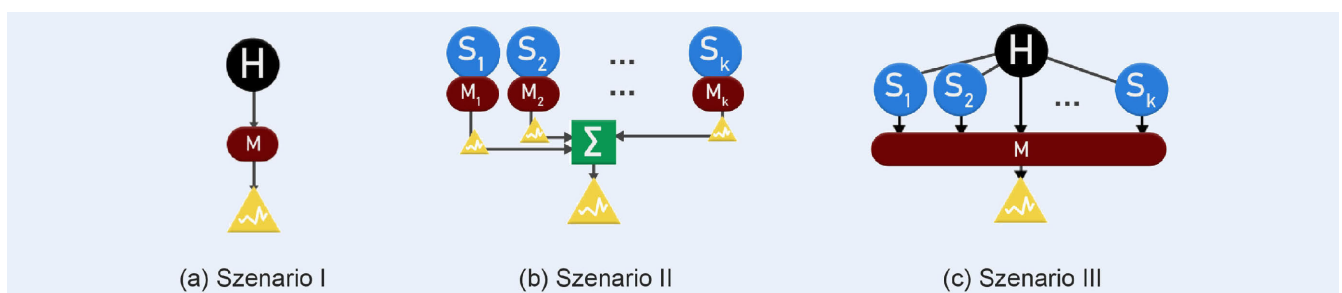 H
M
(a) Szenario I
S₁ S₂ ... Sₖ
M₁ M₂ ... Mₖ
Σ
(b) Szenario II
H
S₁ S₂ ... Sₖ
M
(c) Szenario III